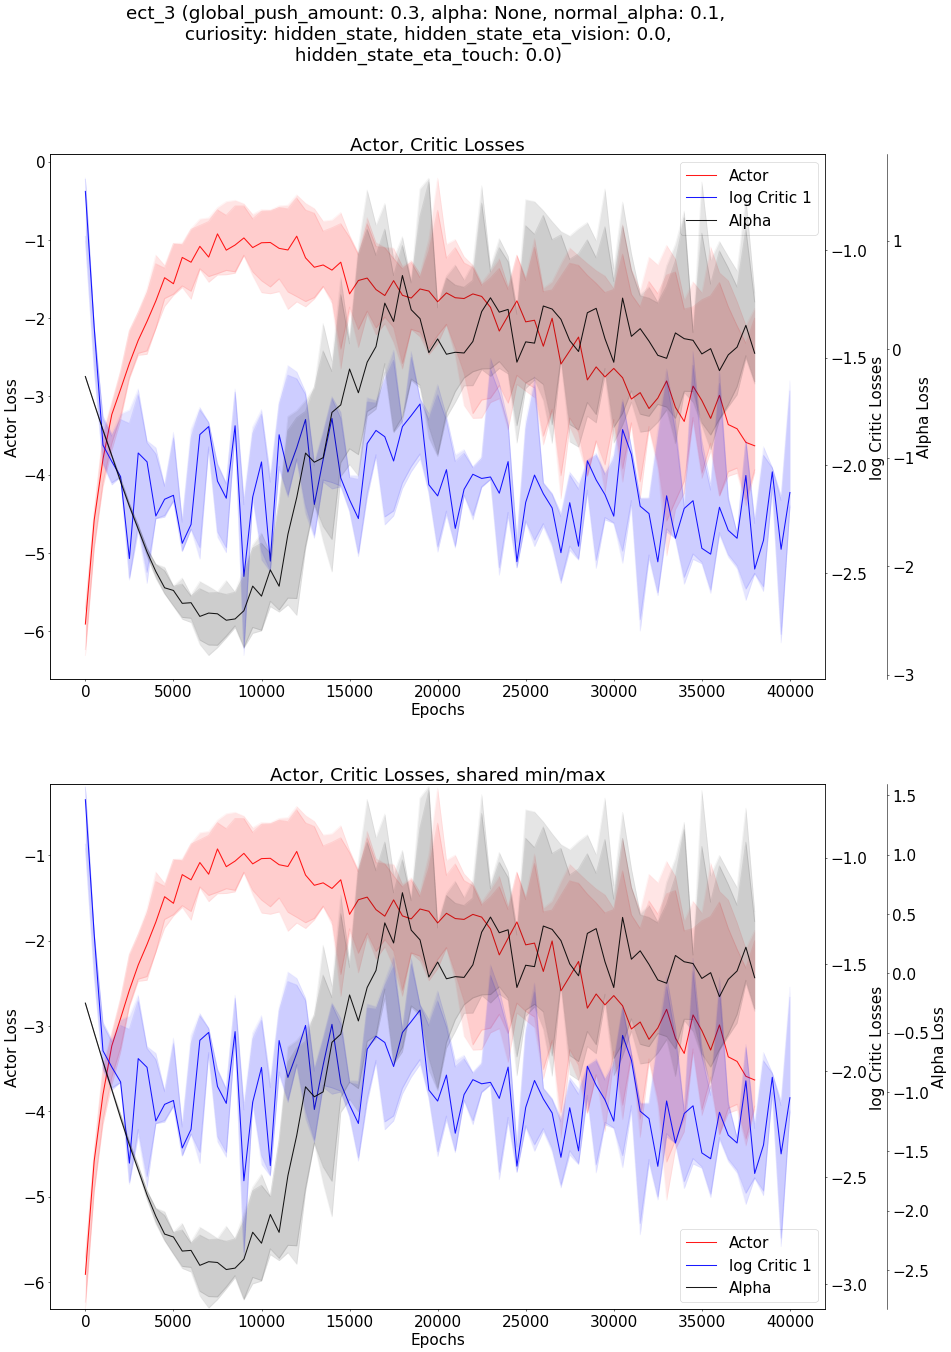 ect_3 (global_push_amount: 0.3, alpha: None, normal_alpha: 0.1,
curiosity: hidden_state, hidden_state_eta_vision: 0.0,
hidden_state_eta_touch: 0.0)
Actor, Critic Losses
Actor
log Critic 1
Alpha
0
−1
−2
−3
−4
−5
−6
Actor Loss
−1.0
−1.5
−2.0
−2.5
log Critic Losses
1
0
−1
−2
−3
Alpha Loss
0 5000 10000 15000 20000 25000 30000 35000 40000
Epochs
Actor, Critic Losses, shared min/max
−1
−2
−3
−4
−5
−6
Actor Loss
−1.0
−1.5
−2.0
−2.5
−3.0
log Critic Losses
1.5
1.0
0.5
0.0
−0.5
−1.0
−1.5
−2.0
−2.5
Alpha Loss
Actor
log Critic 1
Alpha
0 5000 10000 15000 20000 25000 30000 35000 40000
Epochs